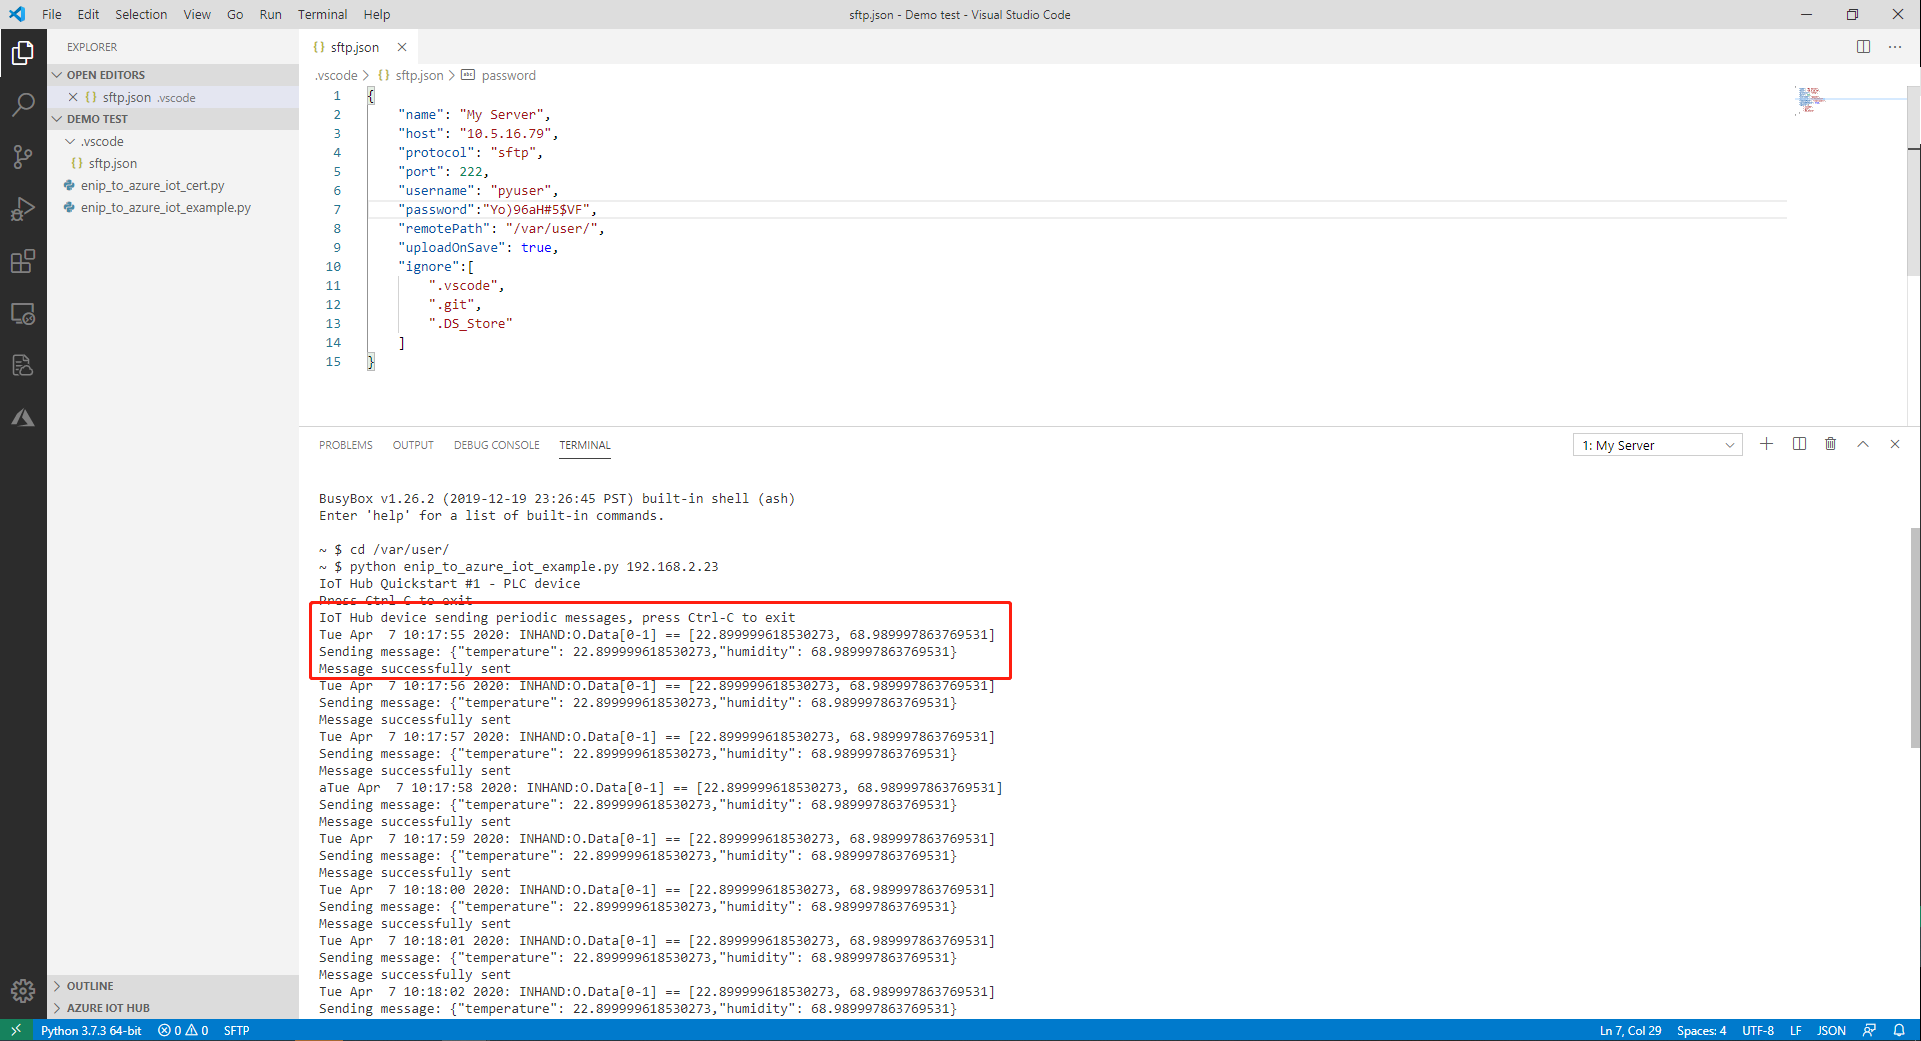 File Edit Selection View Go Run Terminal Help
sftp.json - Demo test - Visual Studio Code
EXPLORER
OPEN EDITORS
sftp.json .vscode
DEMO TEST
.vscode
{} sftp.json
enip_to_azure_iot_cert.py
enip_to_azure_iot_example.py
OUTLINE
AZURE IOT HUB
{} sftp.json
.vscode > {} sftp.json > abc password
1 {
2 "name": "My Server",
3 "host": "10.5.16.79",
4 "protocol": "sftp",
5 "port": 222,
6 "username": "pyuser",
7 "password":"Yo)96aH#5$VF",
8 "remotePath": "/var/user/",
9 "uploadOnSave": true,
10 "ignore":[
11 ".vscode",
12 ".git",
13 ".DS_Store"
14 ]
15 }
PROBLEMS OUTPUT DEBUG CONSOLE TERMINAL
1: My Server
BusyBox v1.26.2 (2019-12-19 23:26:45 PST) built-in shell (ash)
Enter 'help' for a list of built-in commands.
~ $ cd /var/user/
~ $ python enip_to_azure_iot_example.py 192.168.2.23
IoT Hub Quickstart #1 - PLC device
Press Ctrl-C to exit
IoT Hub device sending periodic messages, press Ctrl-C to exit
Tue Apr  7 10:17:55 2020: INHAND:O.Data[0-1] == [22.899999618530273, 68.989997863769531]
Sending message: {"temperature": 22.899999618530273,"humidity": 68.989997863769531}
Message successfully sent
Tue Apr  7 10:17:56 2020: INHAND:O.Data[0-1] == [22.899999618530273, 68.989997863769531]
Sending message: {"temperature": 22.899999618530273,"humidity": 68.989997863769531}
Message successfully sent
Tue Apr  7 10:17:57 2020: INHAND:O.Data[0-1] == [22.899999618530273, 68.989997863769531]
Sending message: {"temperature": 22.899999618530273,"humidity": 68.989997863769531}
Message successfully sent
aTue Apr  7 10:17:58 2020: INHAND:O.Data[0-1] == [22.899999618530273, 68.989997863769531]
Sending message: {"temperature": 22.899999618530273,"humidity": 68.989997863769531}
Message successfully sent
Tue Apr  7 10:17:59 2020: INHAND:O.Data[0-1] == [22.899999618530273, 68.989997863769531]
Sending message: {"temperature": 22.899999618530273,"humidity": 68.989997863769531}
Message successfully sent
Tue Apr  7 10:18:00 2020: INHAND:O.Data[0-1] == [22.899999618530273, 68.989997863769531]
Sending message: {"temperature": 22.899999618530273,"humidity": 68.989997863769531}
Message successfully sent
Tue Apr  7 10:18:01 2020: INHAND:O.Data[0-1] == [22.899999618530273, 68.989997863769531]
Sending message: {"temperature": 22.899999618530273,"humidity": 68.989997863769531}
Message successfully sent
Tue Apr  7 10:18:02 2020: INHAND:O.Data[0-1] == [22.899999618530273, 68.989997863769531]
Sending message: {"temperature": 22.899999618530273,"humidity": 68.989997863769531}
Python 3.7.3 64-bit 0 0 SFTP
Ln 7, Col 29 Spaces: 4 UTF-8 LF JSON